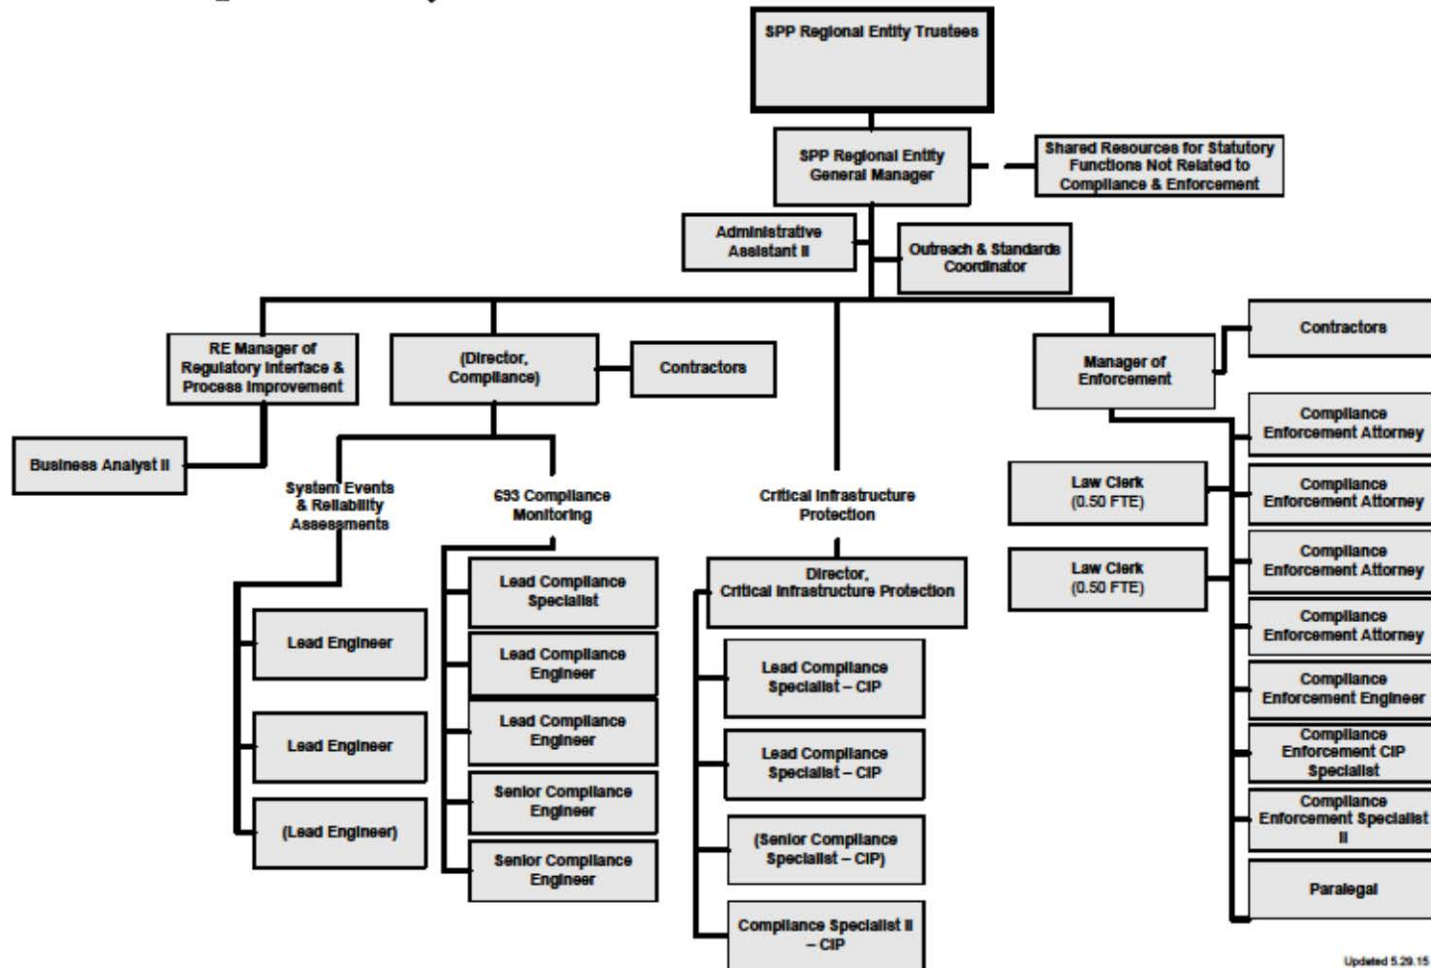 SPP Regional Entity Trustees
SPP Regional Entity
General Manager
Shared Resources for Statutory
Functions Not Related to
Compliance & Enforcement
Administrative
Assistant II
Outreach & Standards
Coordinator
RE Manager of
Regulatory Interface &
Process Improvement
(Director,
Compliance)
Contractors
Manager of
Enforcement
Contractors
Business Analyst II
System Events
& Reliability
Assessments
693 Compliance
Monitoring
Critical Infrastructure
Protection
Lead Engineer
Lead Engineer
(Lead Engineer)
Lead Compliance
Specialist
Lead Compliance
Engineer
Lead Compliance
Engineer
Senior Compliance
Engineer
Senior Compliance
Engineer
Director,
Critical Infrastructure Protection
Lead Compliance
Specialist – CIP
Lead Compliance
Specialist – CIP
(Senior Compliance
Specialist – CIP)
Compliance Specialist II
– CIP
Law Clerk
(0.50 FTE)
Law Clerk
(0.50 FTE)
Compliance
Enforcement Attorney
Compliance
Enforcement Attorney
Compliance
Enforcement Attorney
Compliance
Enforcement Attorney
Compliance
Enforcement Engineer
Compliance
Enforcement CIP
Specialist
Compliance
Enforcement Specialist
II
Paralegal
Updated 5.29.15